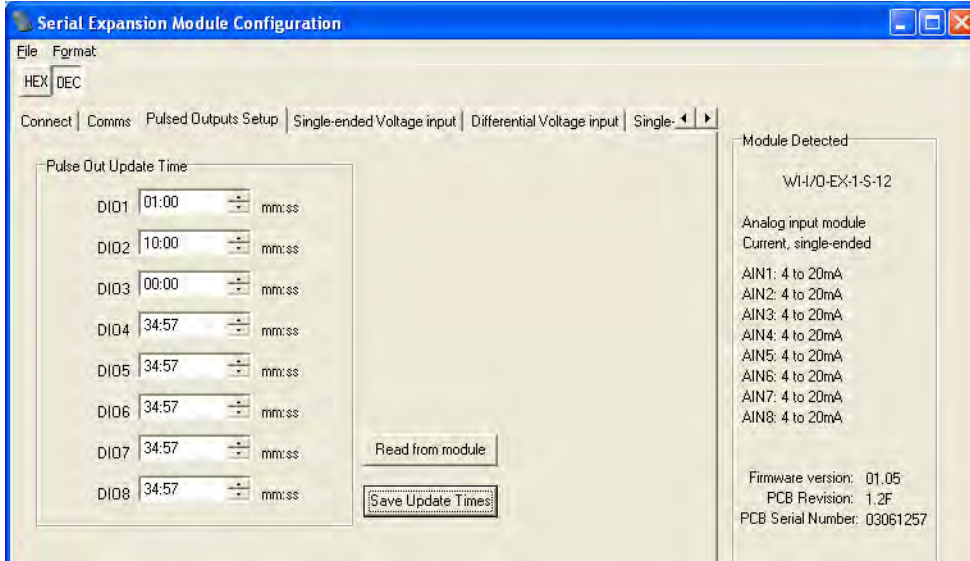 Serial Expansion Module Configuration
File Format
HEX DEC
Connect Comms Pulsed Outputs Setup Single-ended Voltage input Differential Voltage input Single-
Pulse Out Update Time
DIO1 01:00 mm:ss
DIO2 10:00 mm:ss
DIO3 00:00 mm:ss
DIO4 34:57 mm:ss
DIO5 34:57 mm:ss
DIO6 34:57 mm:ss
DIO7 34:57 mm:ss
DIO8 34:57 mm:ss
Read from module
Save Update Times
Module Detected
WI-I/O-EX-1-S-12
Analog input module
Current, single-ended
AIN1: 4 to 20mA
AIN2: 4 to 20mA
AIN3: 4 to 20mA
AIN4: 4 to 20mA
AIN5: 4 to 20mA
AIN6: 4 to 20mA
AIN7: 4 to 20mA
AIN8: 4 to 20mA
Firmware version: 01.05
PCB Revision: 1.2F
PCB Serial Number: 03061257